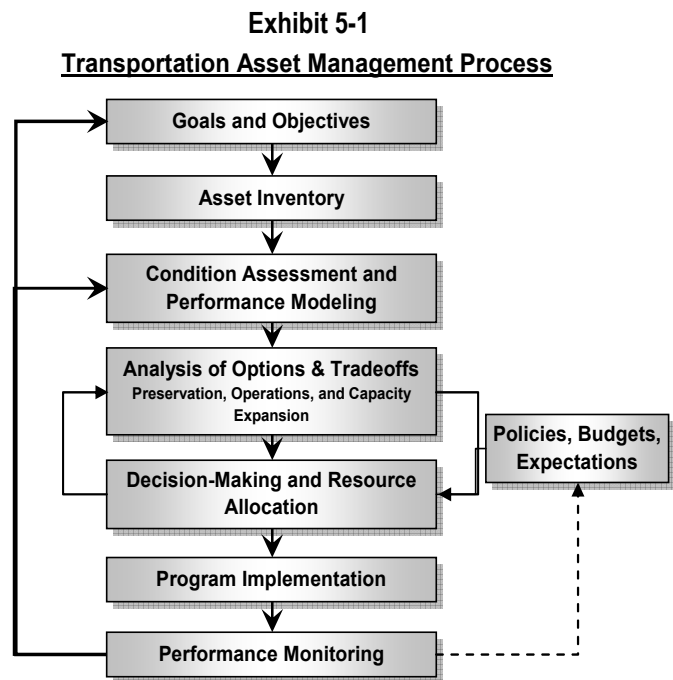 Exhibit 5-1
Transportation Asset Management Process
Goals and Objectives
Asset Inventory
Condition Assessment and
Performance Modeling
Analysis of Options & Tradeoffs
Preservation, Operations, and Capacity
Expansion
Policies, Budgets,
Expectations
Decision-Making and Resource
Allocation
Program Implementation
Performance Monitoring